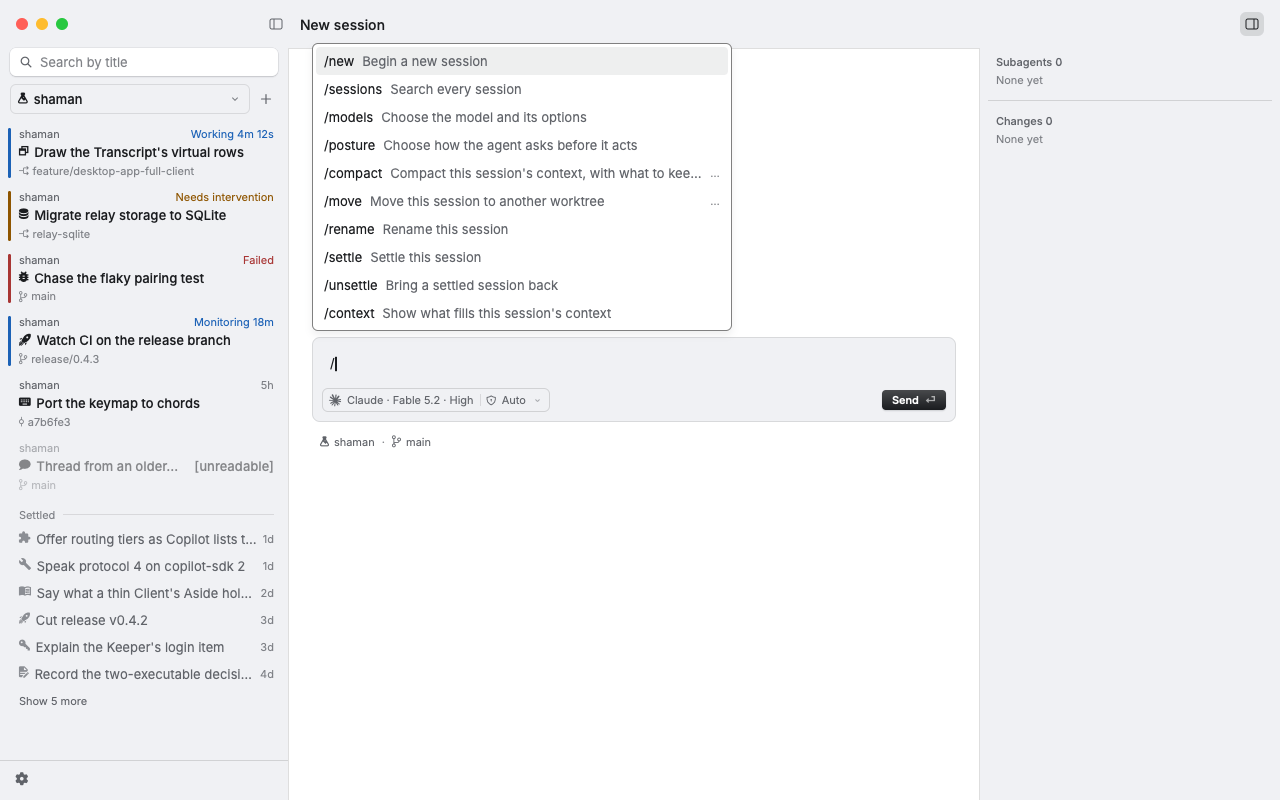 New session
Search by title
shaman
shaman Working 4m 12s
Draw the Transcript's virtual rows
feature/desktop-app-full-client
shaman Needs intervention
Migrate relay storage to SQLite
relay-sqlite
shaman Failed
Chase the flaky pairing test
main
shaman Monitoring 18m
Watch CI on the release branch
release/0.4.3
shaman 5h
Port the keymap to chords
a7b6fe3
shaman
Thread from an older... [unreadable]
main
Settled
Offer routing tiers as Copilot lists t... 1d
Speak protocol 4 on copilot-sdk 2 1d
Say what a thin Client's Aside hol... 2d
Cut release v0.4.2 3d
Explain the Keeper's login item 3d
Record the two-executable decisi... 4d
Show 5 more
/new Begin a new session
/sessions Search every session
/models Choose the model and its options
/posture Choose how the agent asks before it acts
/compact Compact this session's context, with what to kee... ...
/move Move this session to another worktree ...
/rename Rename this session
/settle Settle this session
/unsettle Bring a settled session back
/context Show what fills this session's context
/
Claude · Fable 5.2 · High Auto
Send
shaman · main
Subagents 0
None yet
Changes 0
None yet